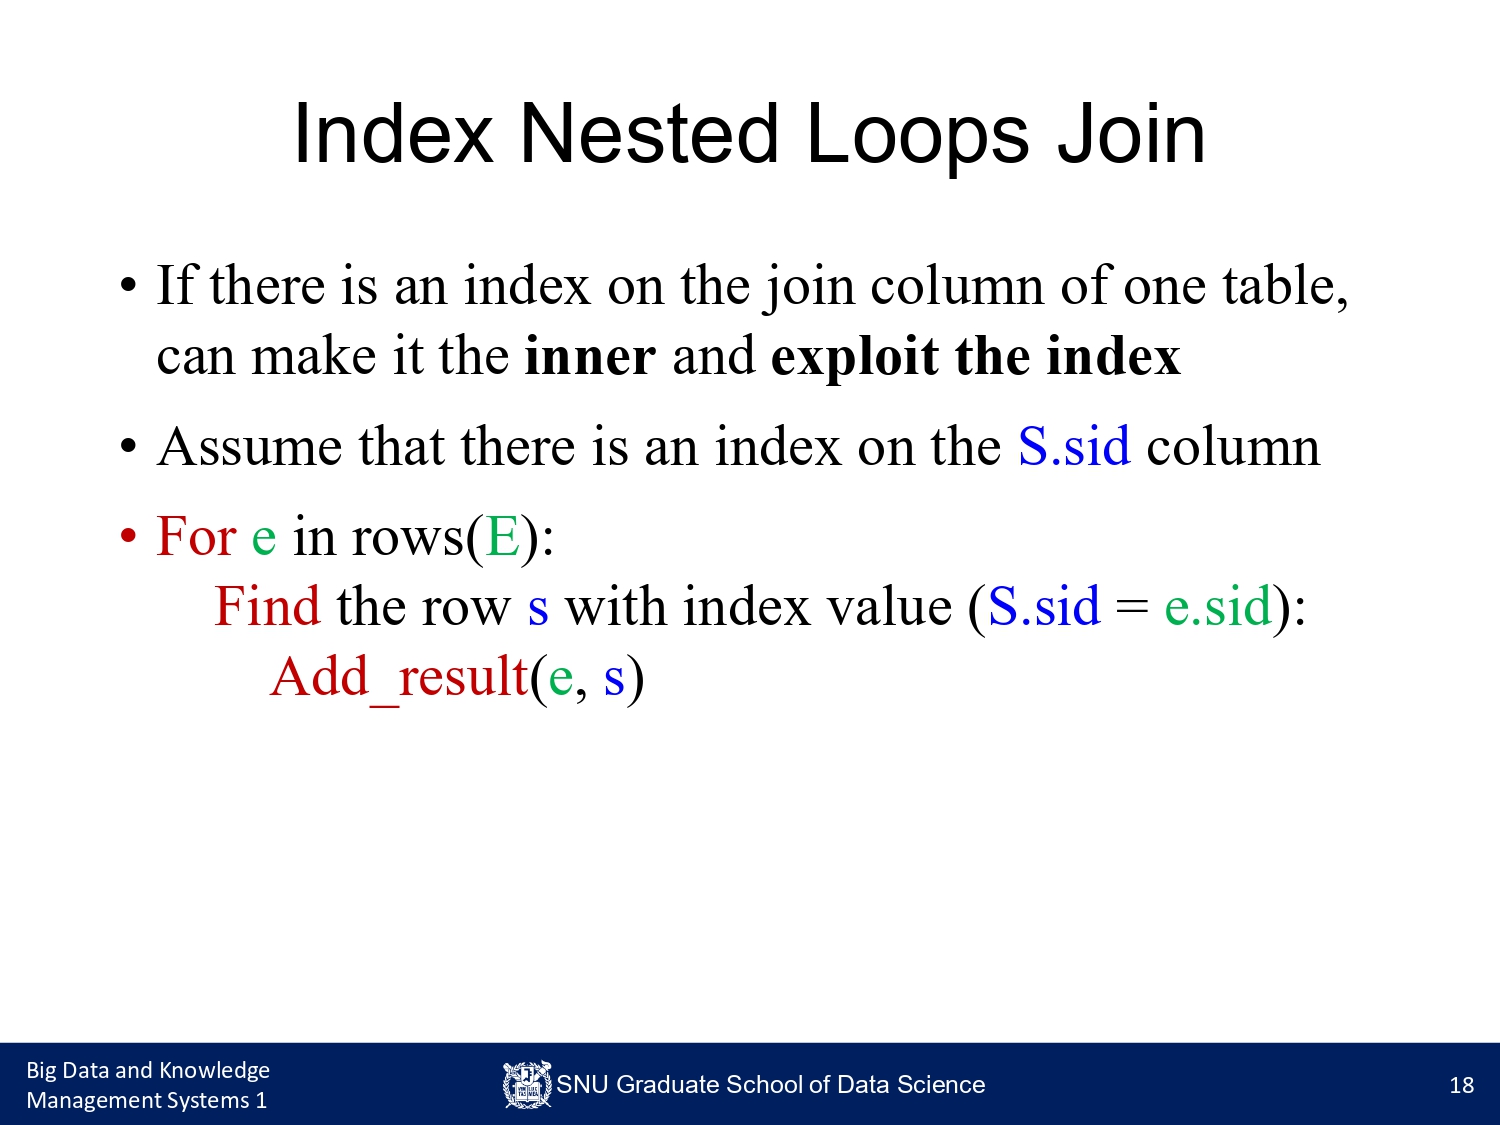 Index Nested Loops Join
• If there is an index on the join column of one table,
can make it the inner and exploit the index
• Assume that there is an index on the S.sid column
• For e in rows(E):
Find the row s with index value (S.sid = e.sid):
Add_result(e, s)
Big Data and Knowledge
Management Systems 1
SNU Graduate School of Data Science
18